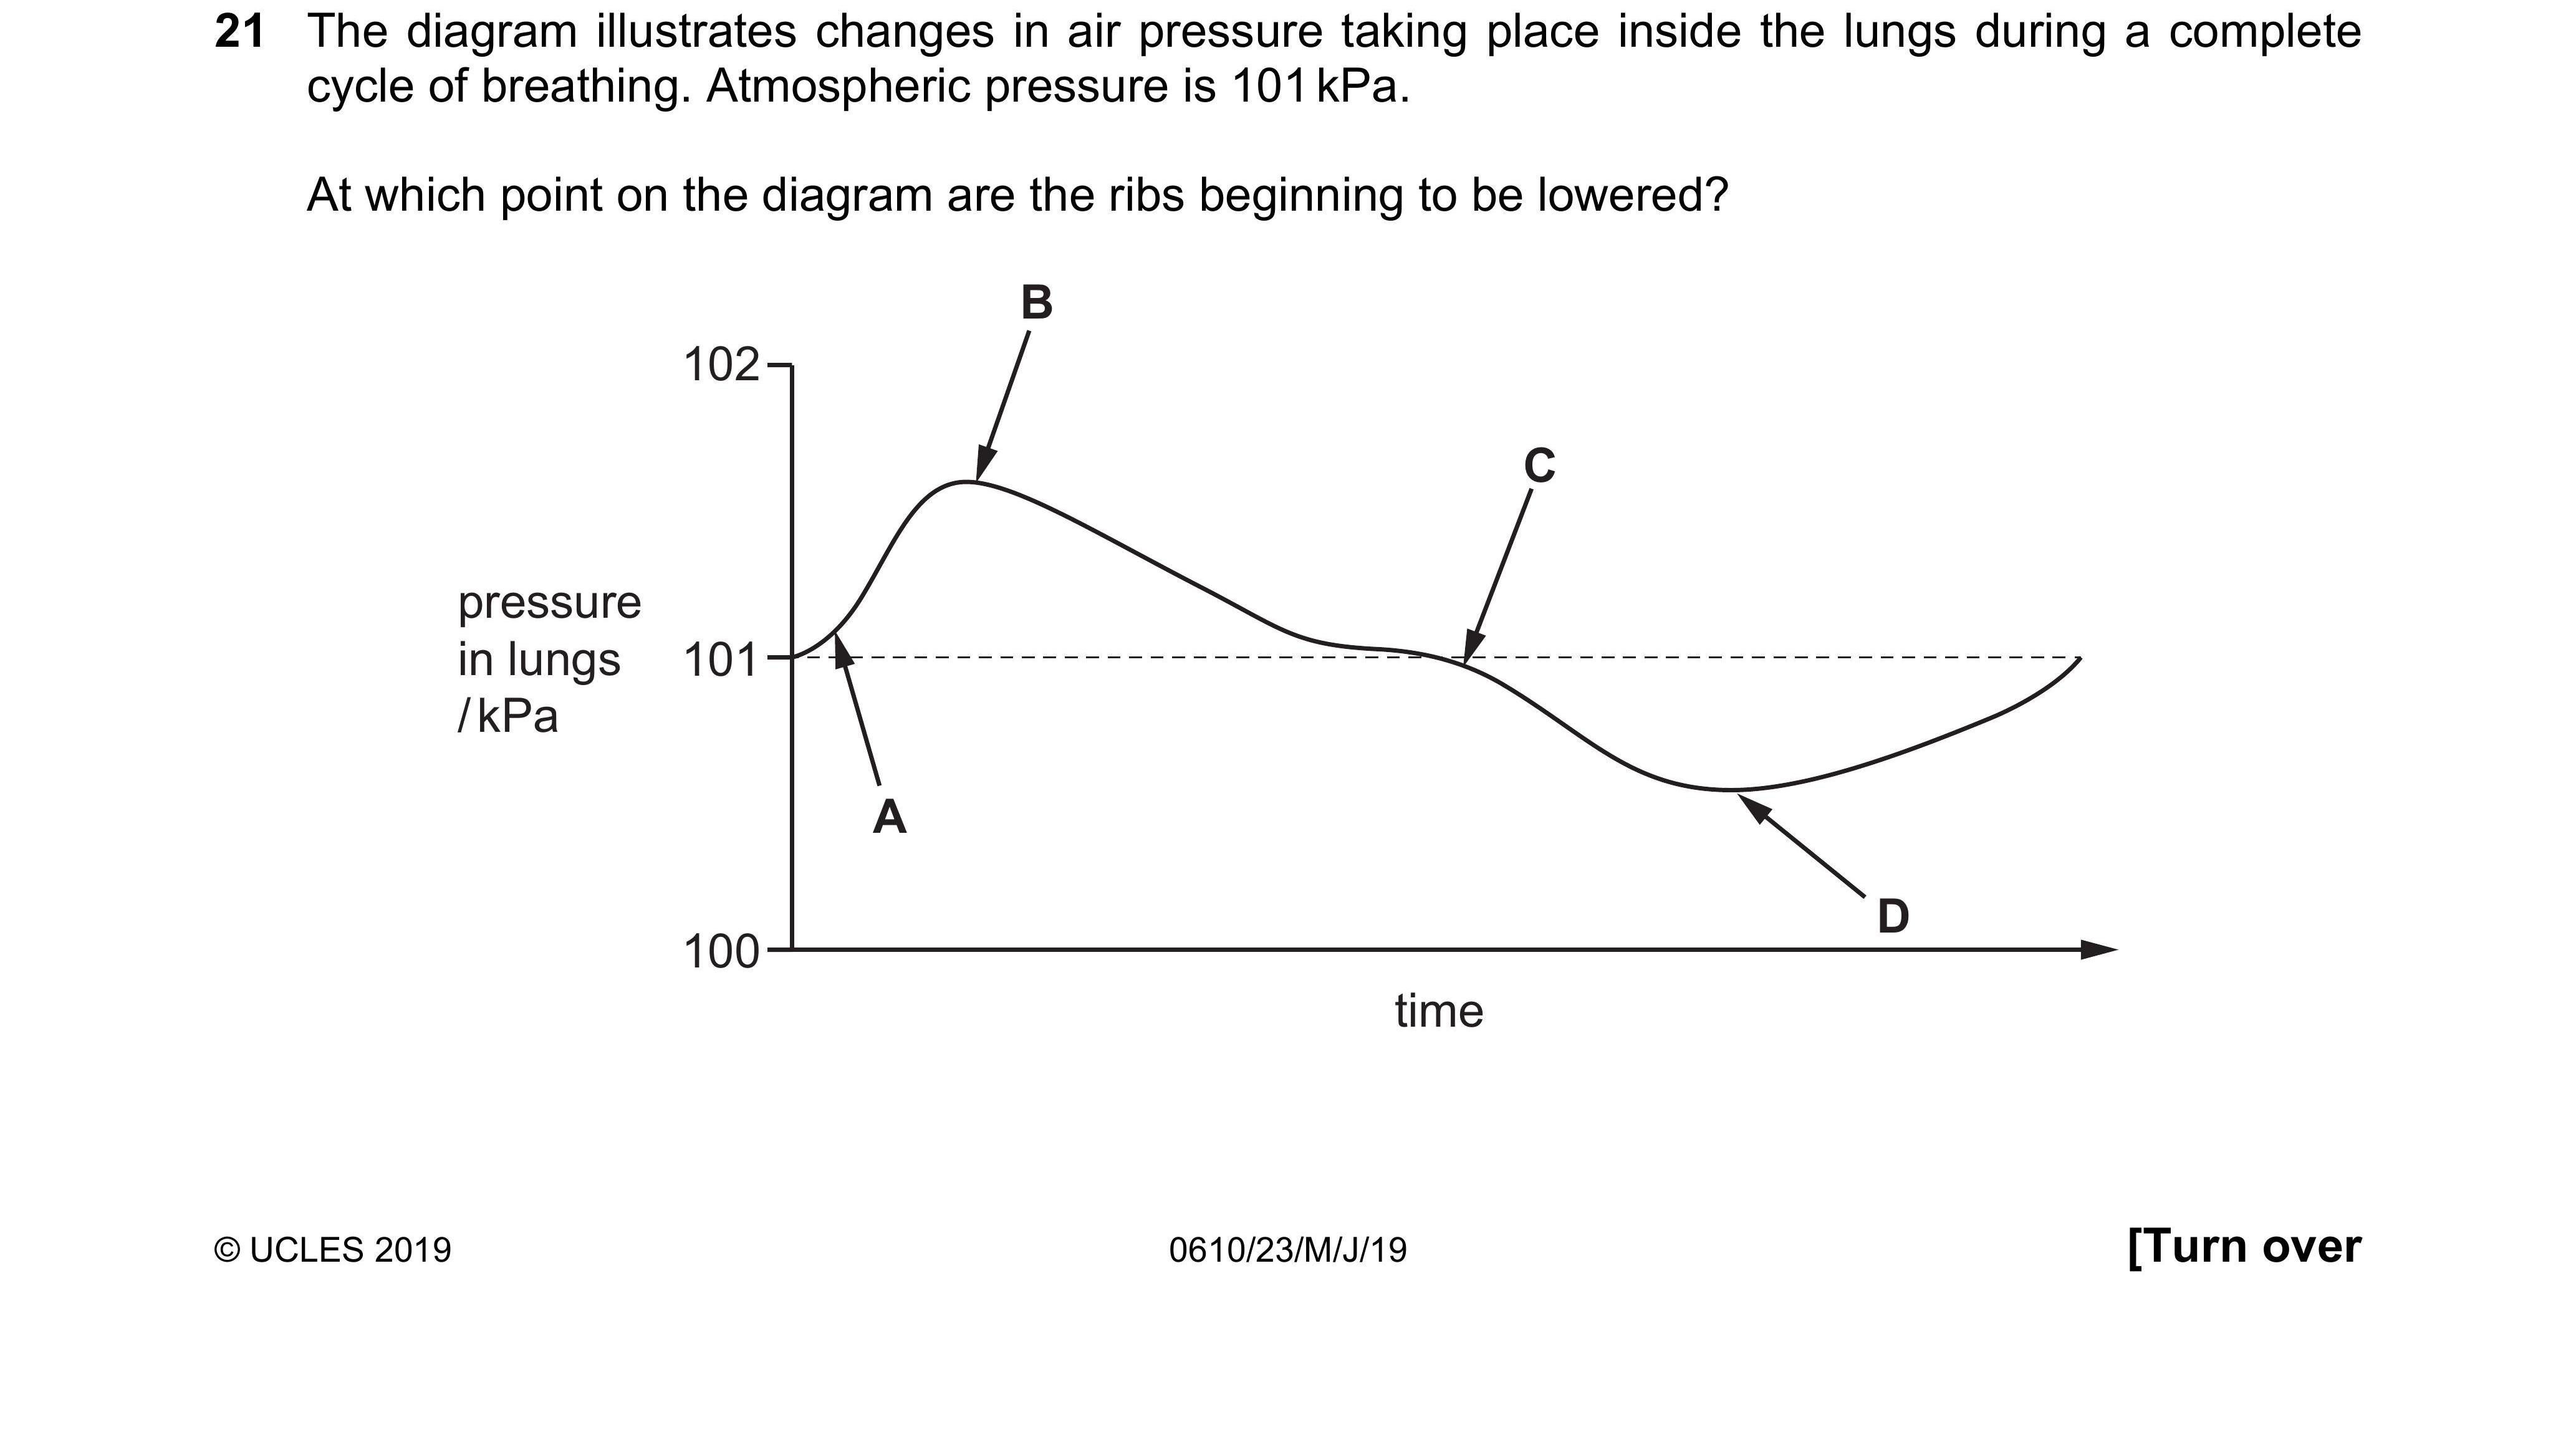 21 The diagram illustrates changes in air pressure taking place inside the lungs during a complete
cycle of breathing. Atmospheric pressure is 101 kPa.
At which point on the diagram are the ribs beginning to be lowered?
B
102
C
pressure
in lungs
/ kPa
101
A
D
100
time
© UCLES 2019
0610/23/M/J/19
[Turn over